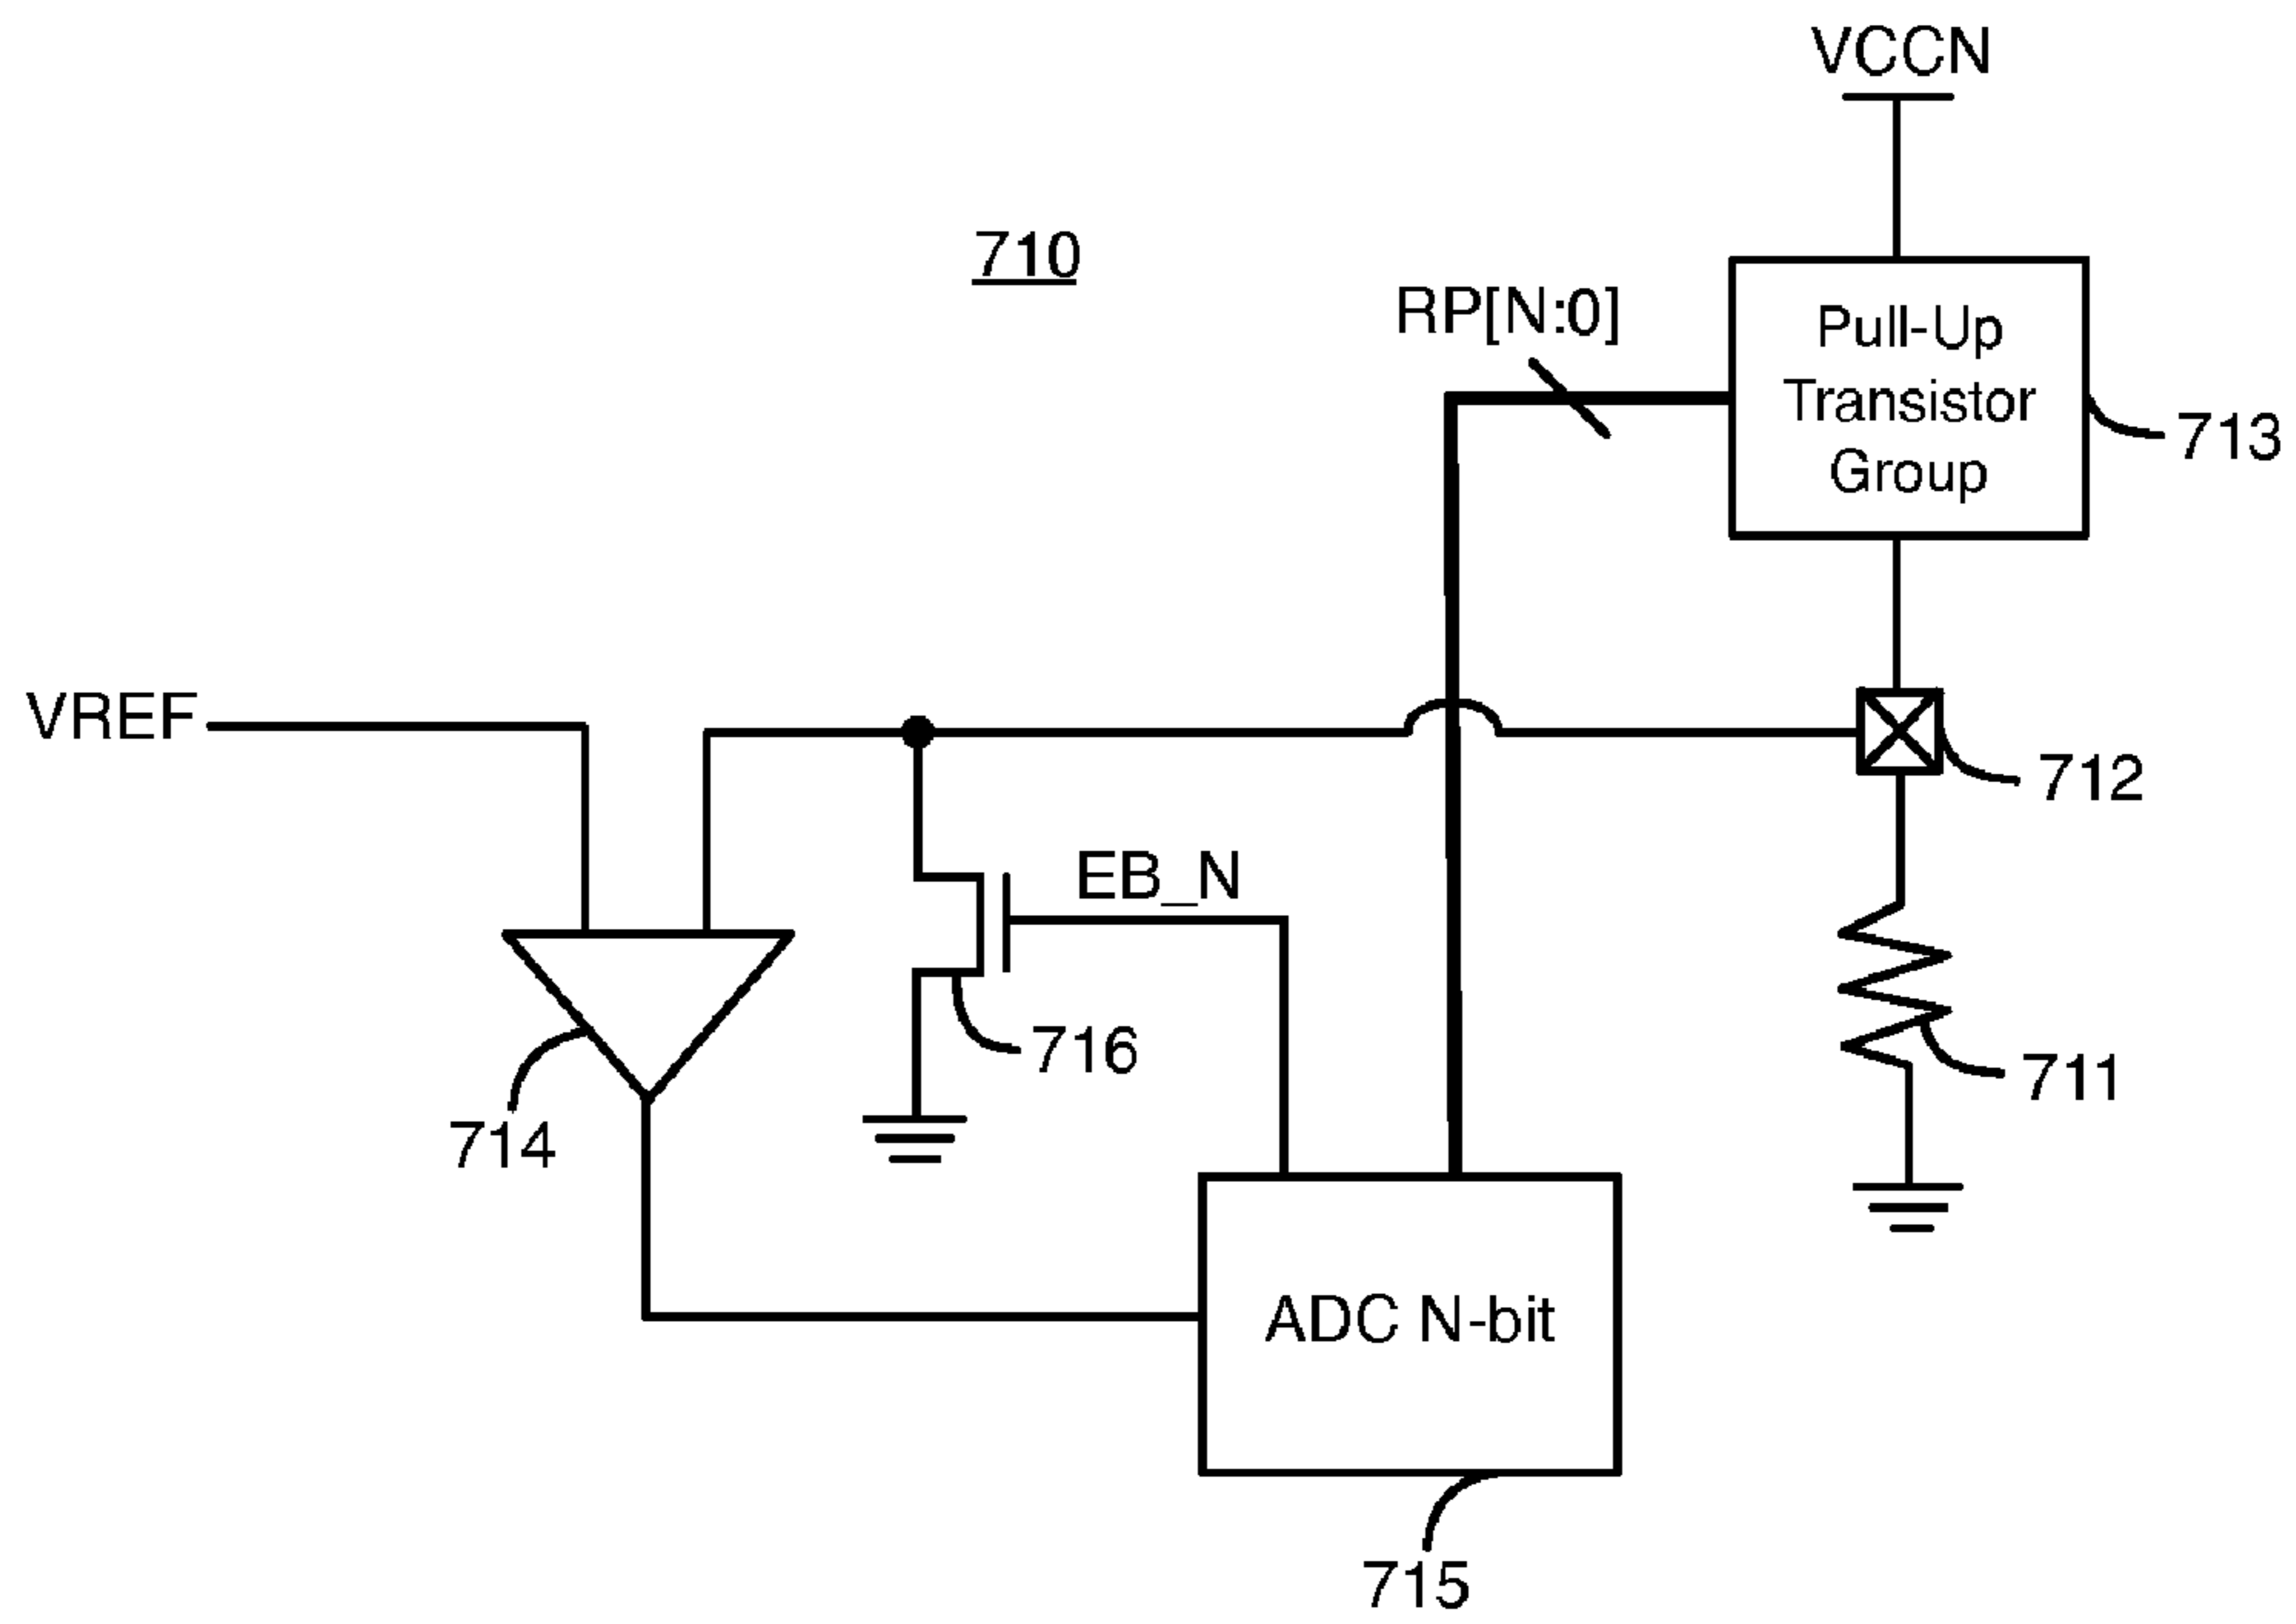 VCCN
710
RP[N:0]
Pull-Up
Transistor
Group
713
VREF
712
EB_N
716
711
714
ADC N-bit
715